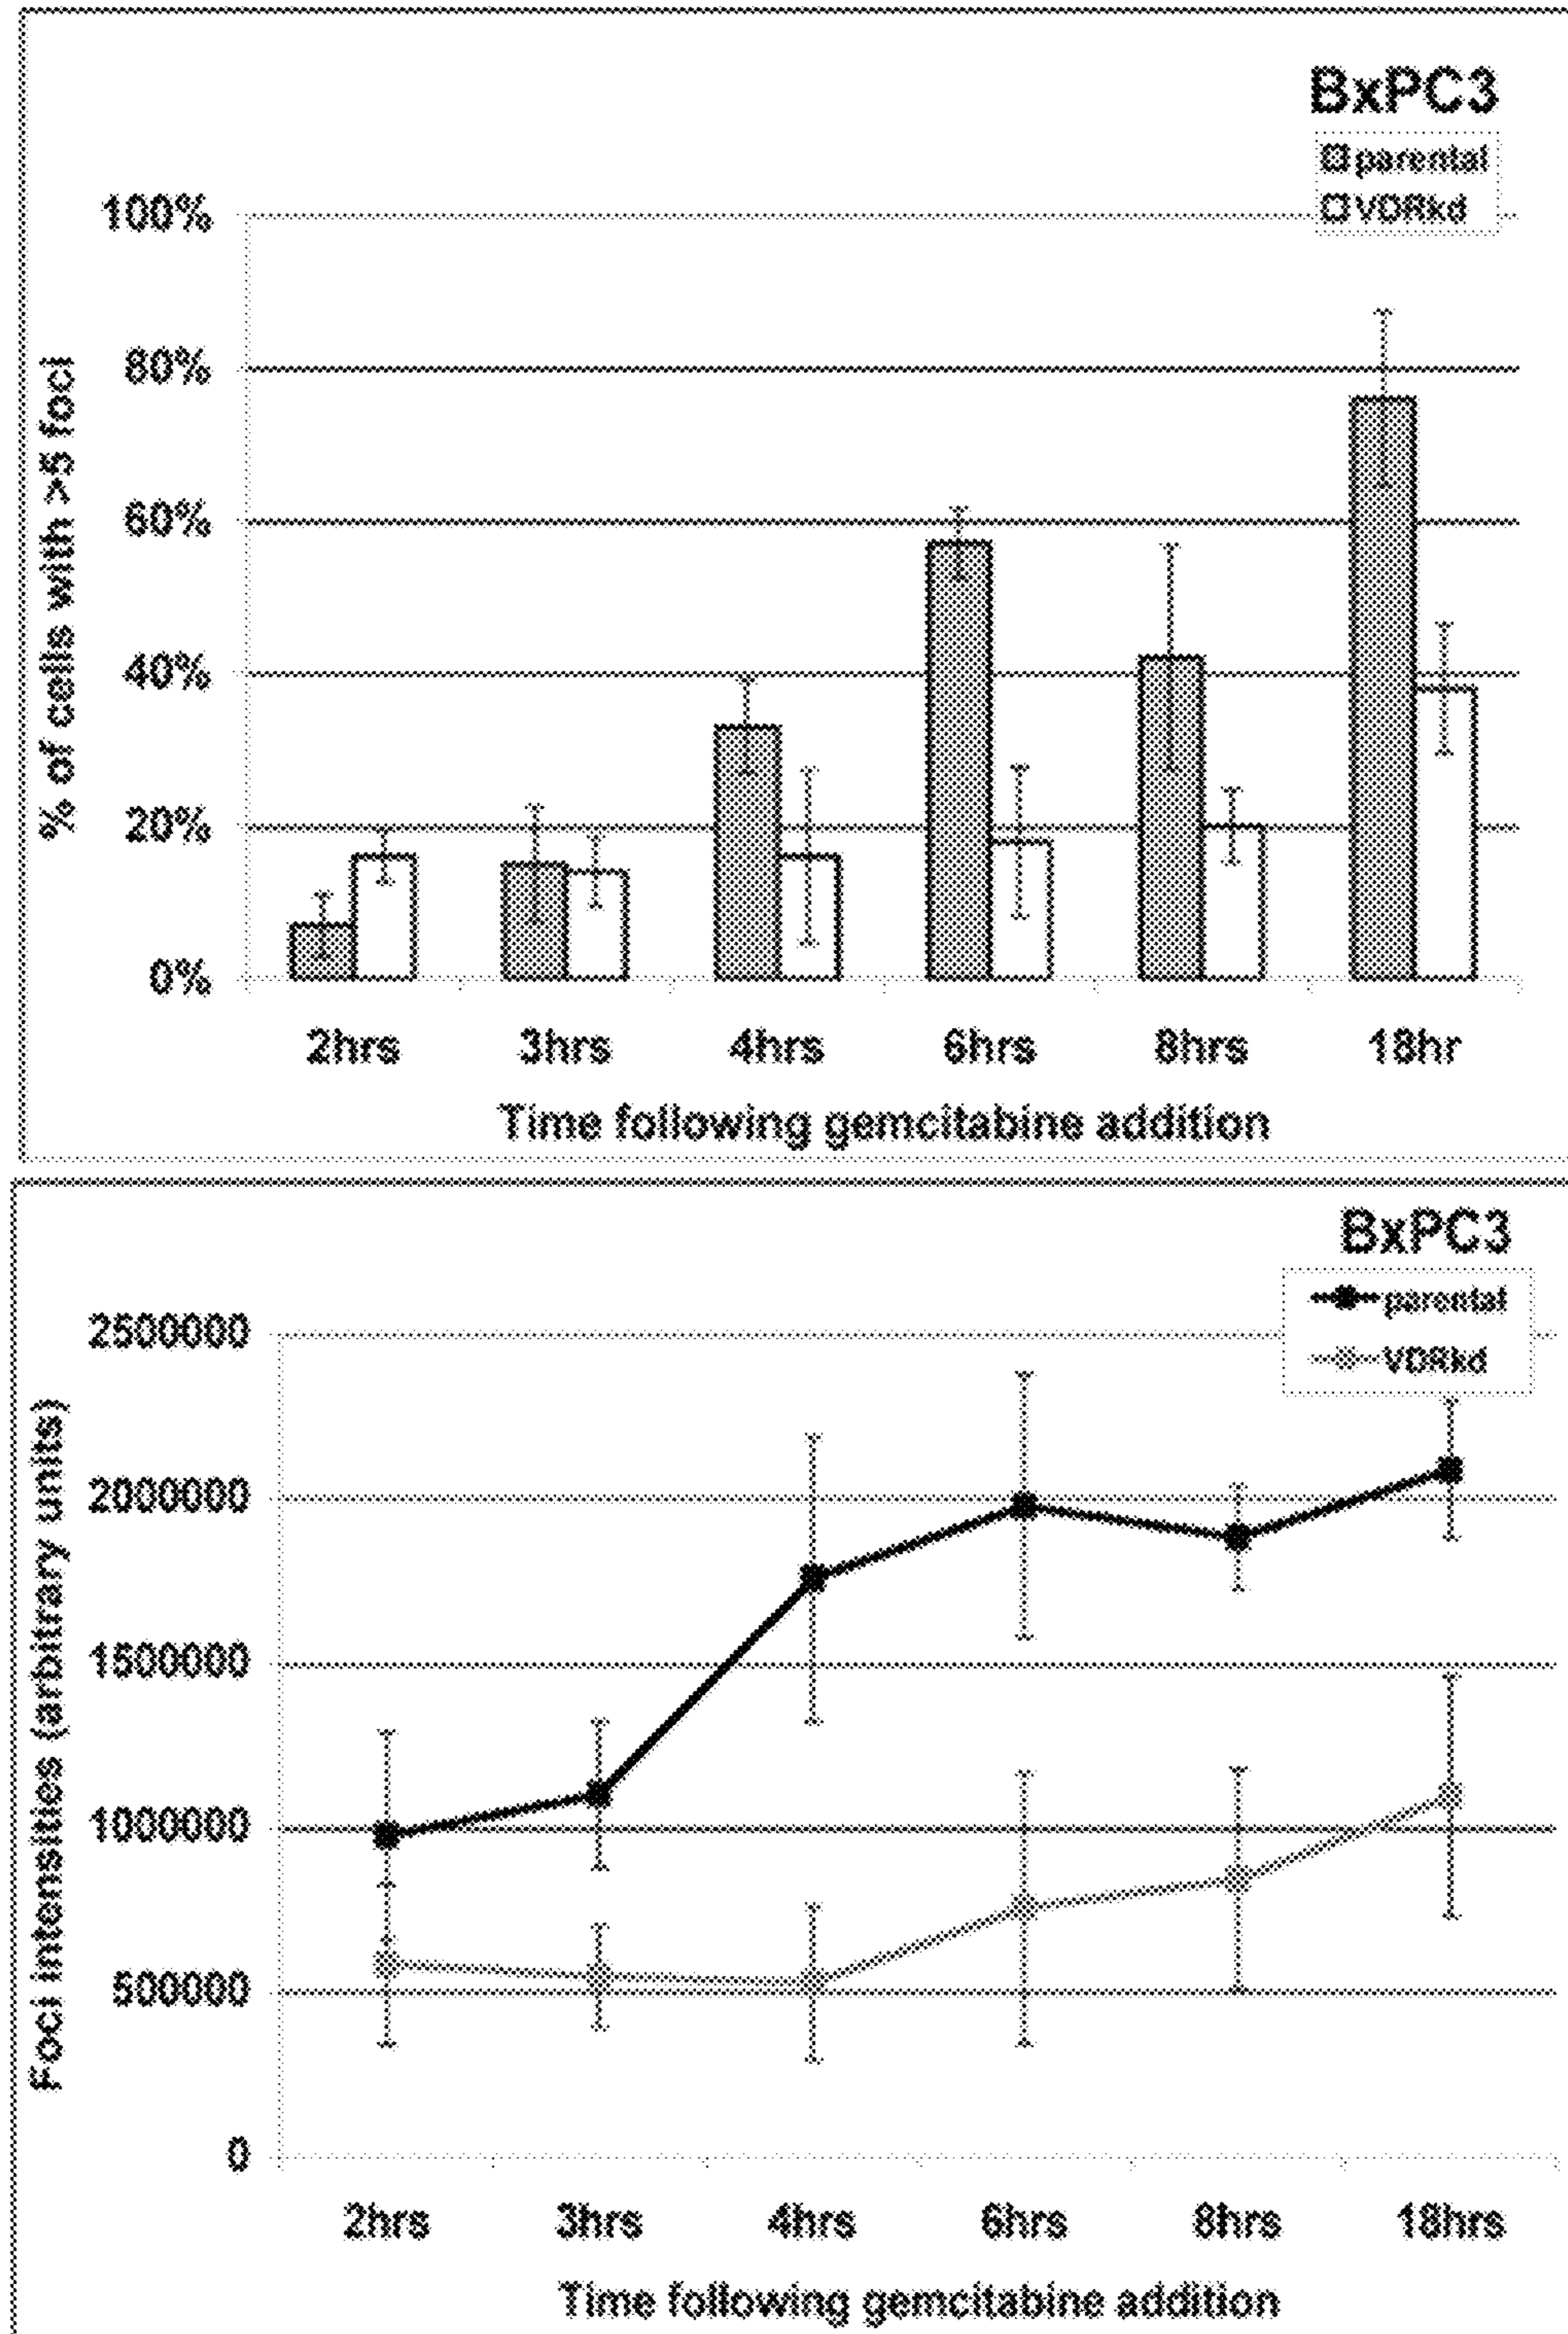 BxPC3
parental
VDRkd
100%
80%
60%
40%
20%
0%
% of cells with >5 foci
2hrs 3hrs 4hrs 6hrs 8hrs 18hr
Time following gemcitabine addition
BxPC3
parental
VDRkd
2500000
2000000
1500000
1000000
500000
0
Foci intensities (arbitrary units)
2hrs 3hrs 4hrs 6hrs 8hrs 18hrs
Time following gemcitabine addition